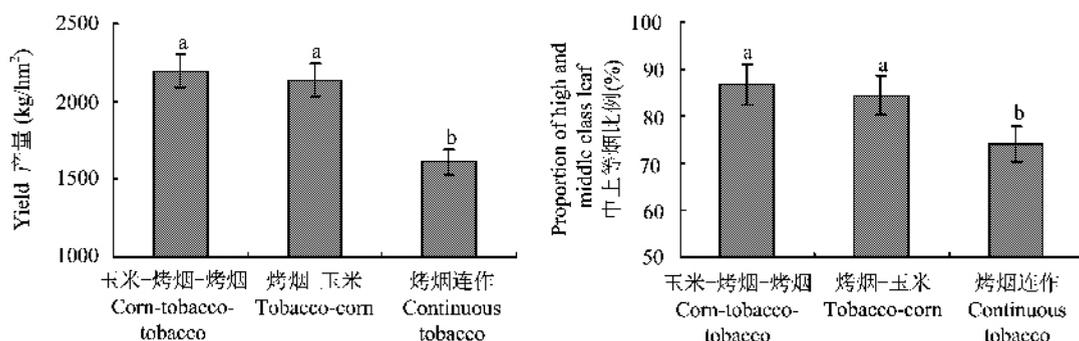 2500
2000
1500
1000
Yield 产量 (kg/hm²)
a
a
b
玉米-烤烟-烤烟
Corn-tobacco-
tobacco
烤烟 玉米
Tobacco-corn
烤烟连作
Continuous
tobacco
100
90
80
70
60
50
Proportion of high and
middle class leaf
中上等烟比例(%)
a
a
b
玉米-烤烟-烤烟
Corn-tobacco-
tobacco
烤烟-玉米
Tobacco-corn
烤烟连作
Continuous
tobacco